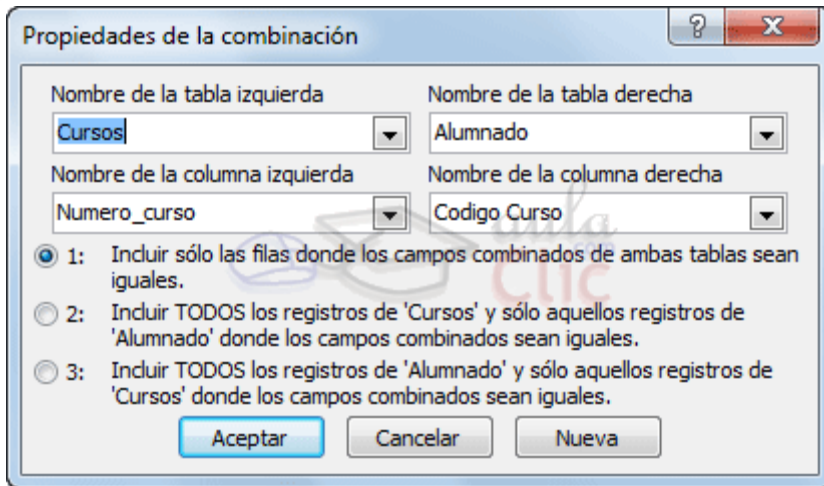 Propiedades de la combinación
Nombre de la tabla izquierda
Nombre de la tabla derecha
Cursos
Alumnado
Nombre de la columna izquierda
Nombre de la columna derecha
Numero_curso
Codigo Curso
aula
.com
Clic
1: Incluir sólo las filas donde los campos combinados de ambas tablas sean
iguales.
2: Incluir TODOS los registros de 'Cursos' y sólo aquellos registros de
'Alumnado' donde los campos combinados sean iguales.
3: Incluir TODOS los registros de 'Alumnado' y sólo aquellos registros de
'Cursos' donde los campos combinados sean iguales.
Aceptar
Cancelar
Nueva